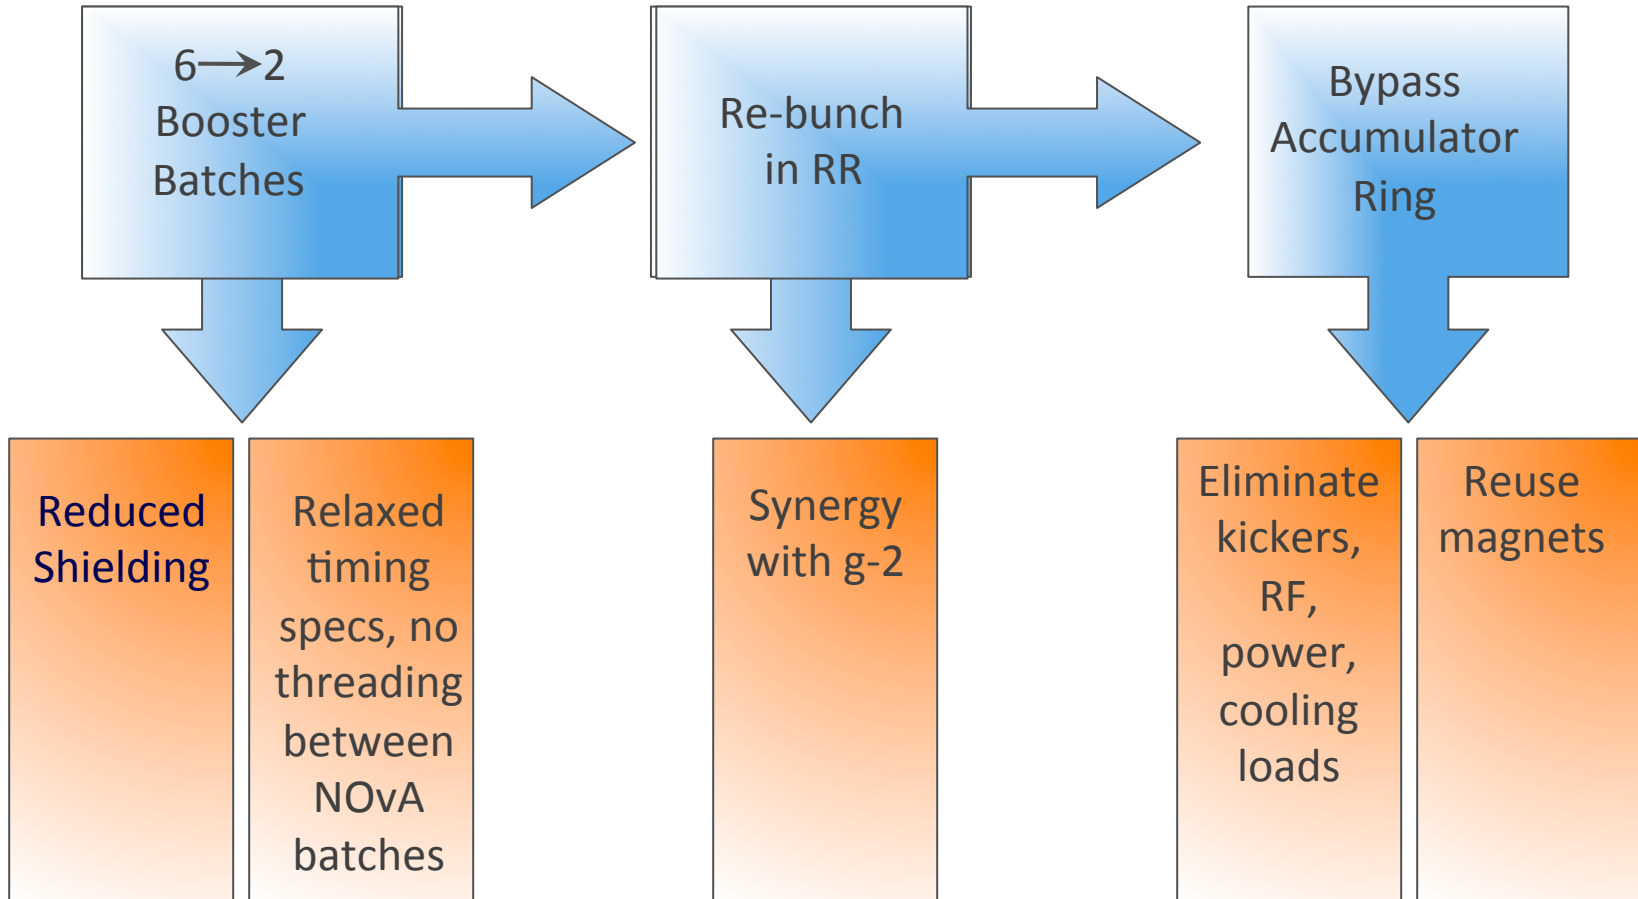 6→2
Booster
Batches
Re-bunch
in RR
Bypass
Accumulator
Ring
Reduced
Shielding
Relaxed
timing
specs, no
threading
between
NOvA
batches
Synergy
with g-2
Eliminate
kickers,
RF,
power,
cooling
loads
Reuse
magnets